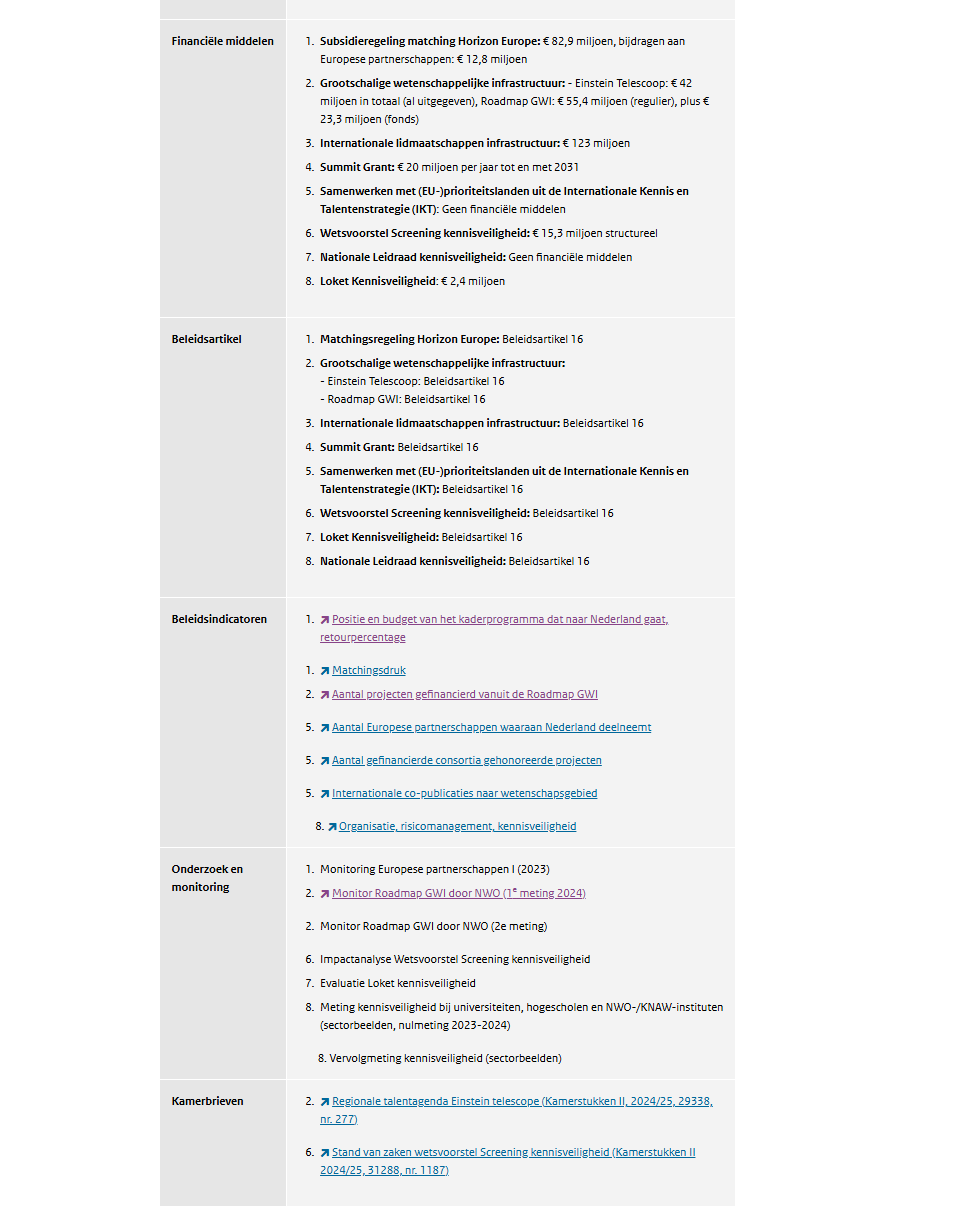 Financiële middelen
1. Subsidieregeling matching Horizon Europe: € 82,9 miljoen, bijdragen aan
Europese partnerschappen: € 12,8 miljoen
2. Grootschalige wetenschappelijke infrastructuur: - Einstein Telescoop: € 42
miljoen in totaal (al uitgegeven), Roadmap GWI: € 55,4 miljoen (regulier), plus €
23,3 miljoen (fonds)
3. Internationale lidmaatschappen infrastructuur: € 123 miljoen
4. Summit Grant: € 20 miljoen per jaar tot en met 2031
5. Samenwerken met (EU-)prioriteitslanden uit de Internationale Kennis en
Talentenstrategie (IKT): Geen financiële middelen
6. Wetsvoorstel Screening kennisveiligheid: € 15,3 miljoen structureel
7. Nationale Leidraad kennisveiligheid: Geen financiële middelen
8. Loket Kennisveiligheid: € 2,4 miljoen
Beleidsartikel
1. Matchingsregeling Horizon Europe: Beleidsartikel 16
2. Grootschalige wetenschappelijke infrastructuur:
- Einstein Telescoop: Beleidsartikel 16
- Roadmap GWI: Beleidsartikel 16
3. Internationale lidmaatschappen infrastructuur: Beleidsartikel 16
4. Summit Grant: Beleidsartikel 16
5. Samenwerken met (EU-)prioriteitslanden uit de Internationale Kennis en
Talentenstrategie (IKT): Beleidsartikel 16
6. Wetsvoorstel Screening kennisveiligheid: Beleidsartikel 16
7. Loket Kennisveiligheid: Beleidsartikel 16
8. Nationale Leidraad kennisveiligheid: Beleidsartikel 16
Beleidsindicatoren
1. Positie en budget van het kaderprogramma dat naar Nederland gaat,
retourpercentage
1. Matchingsdruk
2. Aantal projecten gefinancierd vanuit de Roadmap GWI
5. Aantal Europese partnerschappen waaraan Nederland deelneemt
5. Aantal gefinancierde consortia gehonoreerde projecten
5. Internationale co-publicaties naar wetenschapsgebied
8. Organisatie, risicomanagement, kennisveiligheid
Onderzoek en
monitoring
1. Monitoring Europese partnerschappen I (2023)
2. Monitor Roadmap GWI door NWO (1e meting 2024)
2. Monitor Roadmap GWI door NWO (2e meting)
6. Impactanalyse Wetsvoorstel Screening kennisveiligheid
7. Evaluatie Loket kennisveiligheid
8. Meting kennisveiligheid bij universiteiten, hogescholen en NWO-/KNAW-instituten
(sectorbeelden, nulmeting 2023-2024)
8. Vervolgmeting kennisveiligheid (sectorbeelden)
Kamerbrieven
2. Regionale talentagenda Einstein telescope (Kamerstukken II, 2024/25, 29338,
nr. 277)
6. Stand van zaken wetsvoorstel Screening kennisveiligheid (Kamerstukken II
2024/25, 31288, nr. 1187)